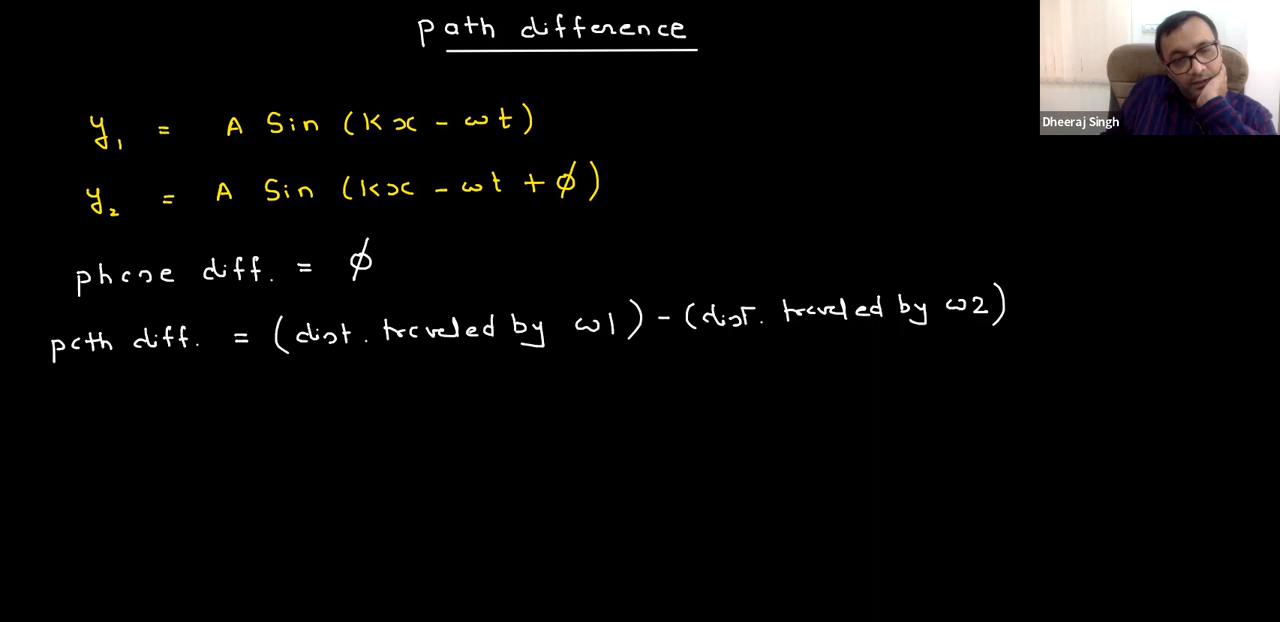 path difference
Dheeraj Singh
y₁ = A Sin (kx - ωt)
y₂ = A Sin (kx - ωt + ϕ)
phase diff. = ϕ
path diff. = (dist. traveled by ω1) - (dist. traveled by ω2)